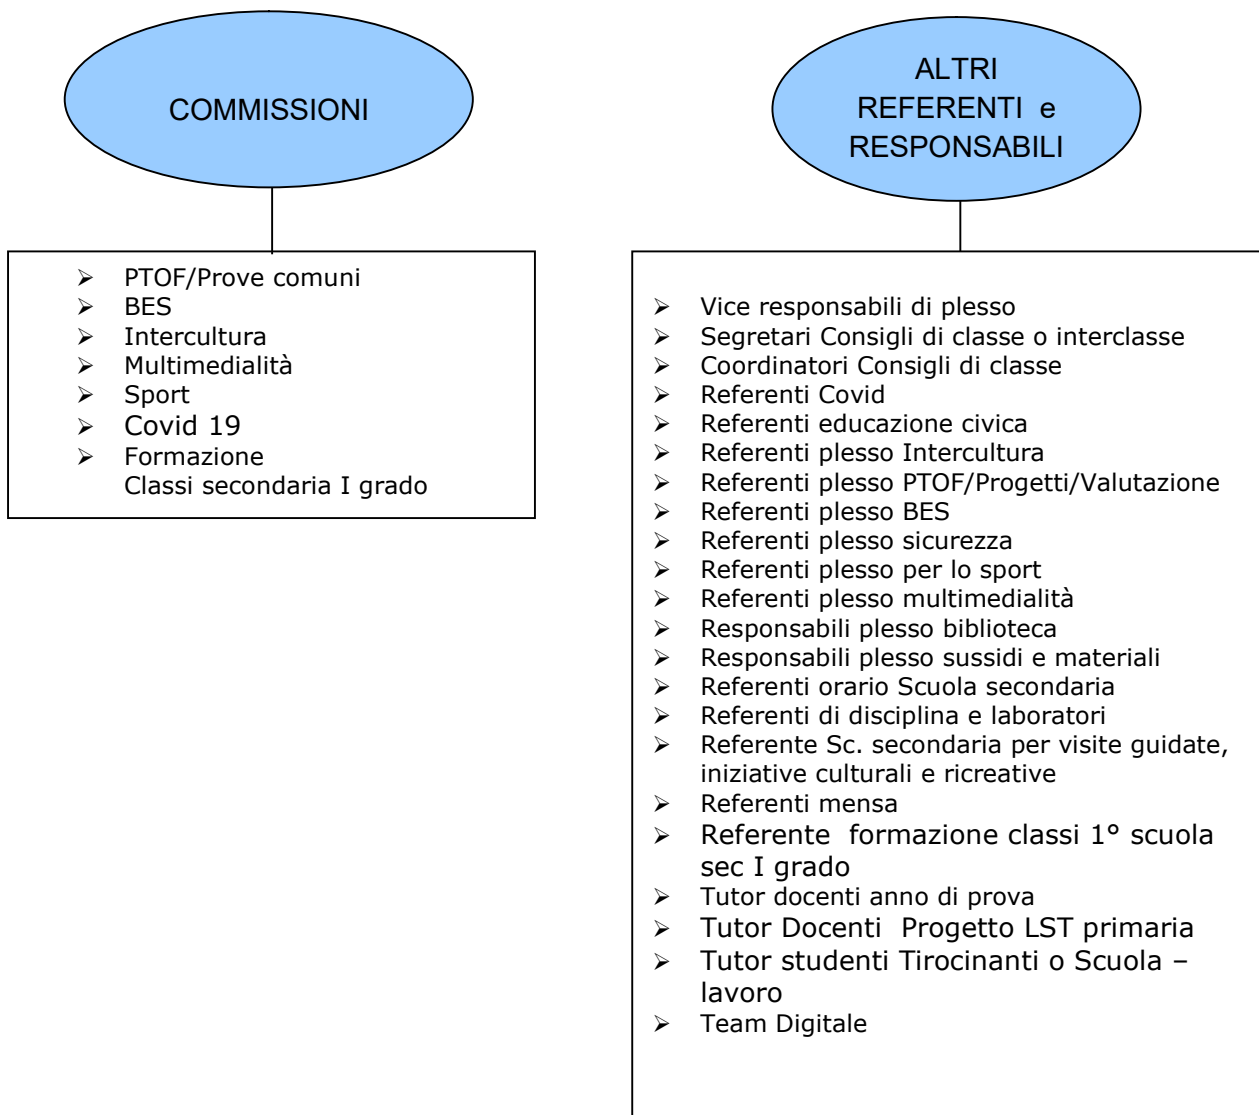 COMMISSIONI
➢ PTOF/Prove comuni
➢ BES
➢ Intercultura
➢ Multimedialità
➢ Sport
➢ Covid 19
➢ Formazione
Classi secondaria I grado
ALTRI
REFERENTI e
RESPONSABILI
➢ Vice responsabili di plesso
➢ Segretari Consigli di classe o interclasse
➢ Coordinatori Consigli di classe
➢ Referenti Covid
➢ Referenti educazione civica
➢ Referenti plesso Intercultura
➢ Referenti plesso PTOF/Progetti/Valutazione
➢ Referenti plesso BES
➢ Referenti plesso sicurezza
➢ Referenti plesso per lo sport
➢ Referenti plesso multimedialità
➢ Responsabili plesso biblioteca
➢ Responsabili plesso sussidi e materiali
➢ Referenti orario Scuola secondaria
➢ Referenti di disciplina e laboratori
➢ Referente Sc. secondaria per visite guidate,
iniziative culturali e ricreative
➢ Referenti mensa
➢ Referente formazione classi 1° scuola
sec I grado
➢ Tutor docenti anno di prova
➢ Tutor Docenti Progetto LST primaria
➢ Tutor studenti Tirocinanti o Scuola –
lavoro
➢ Team Digitale